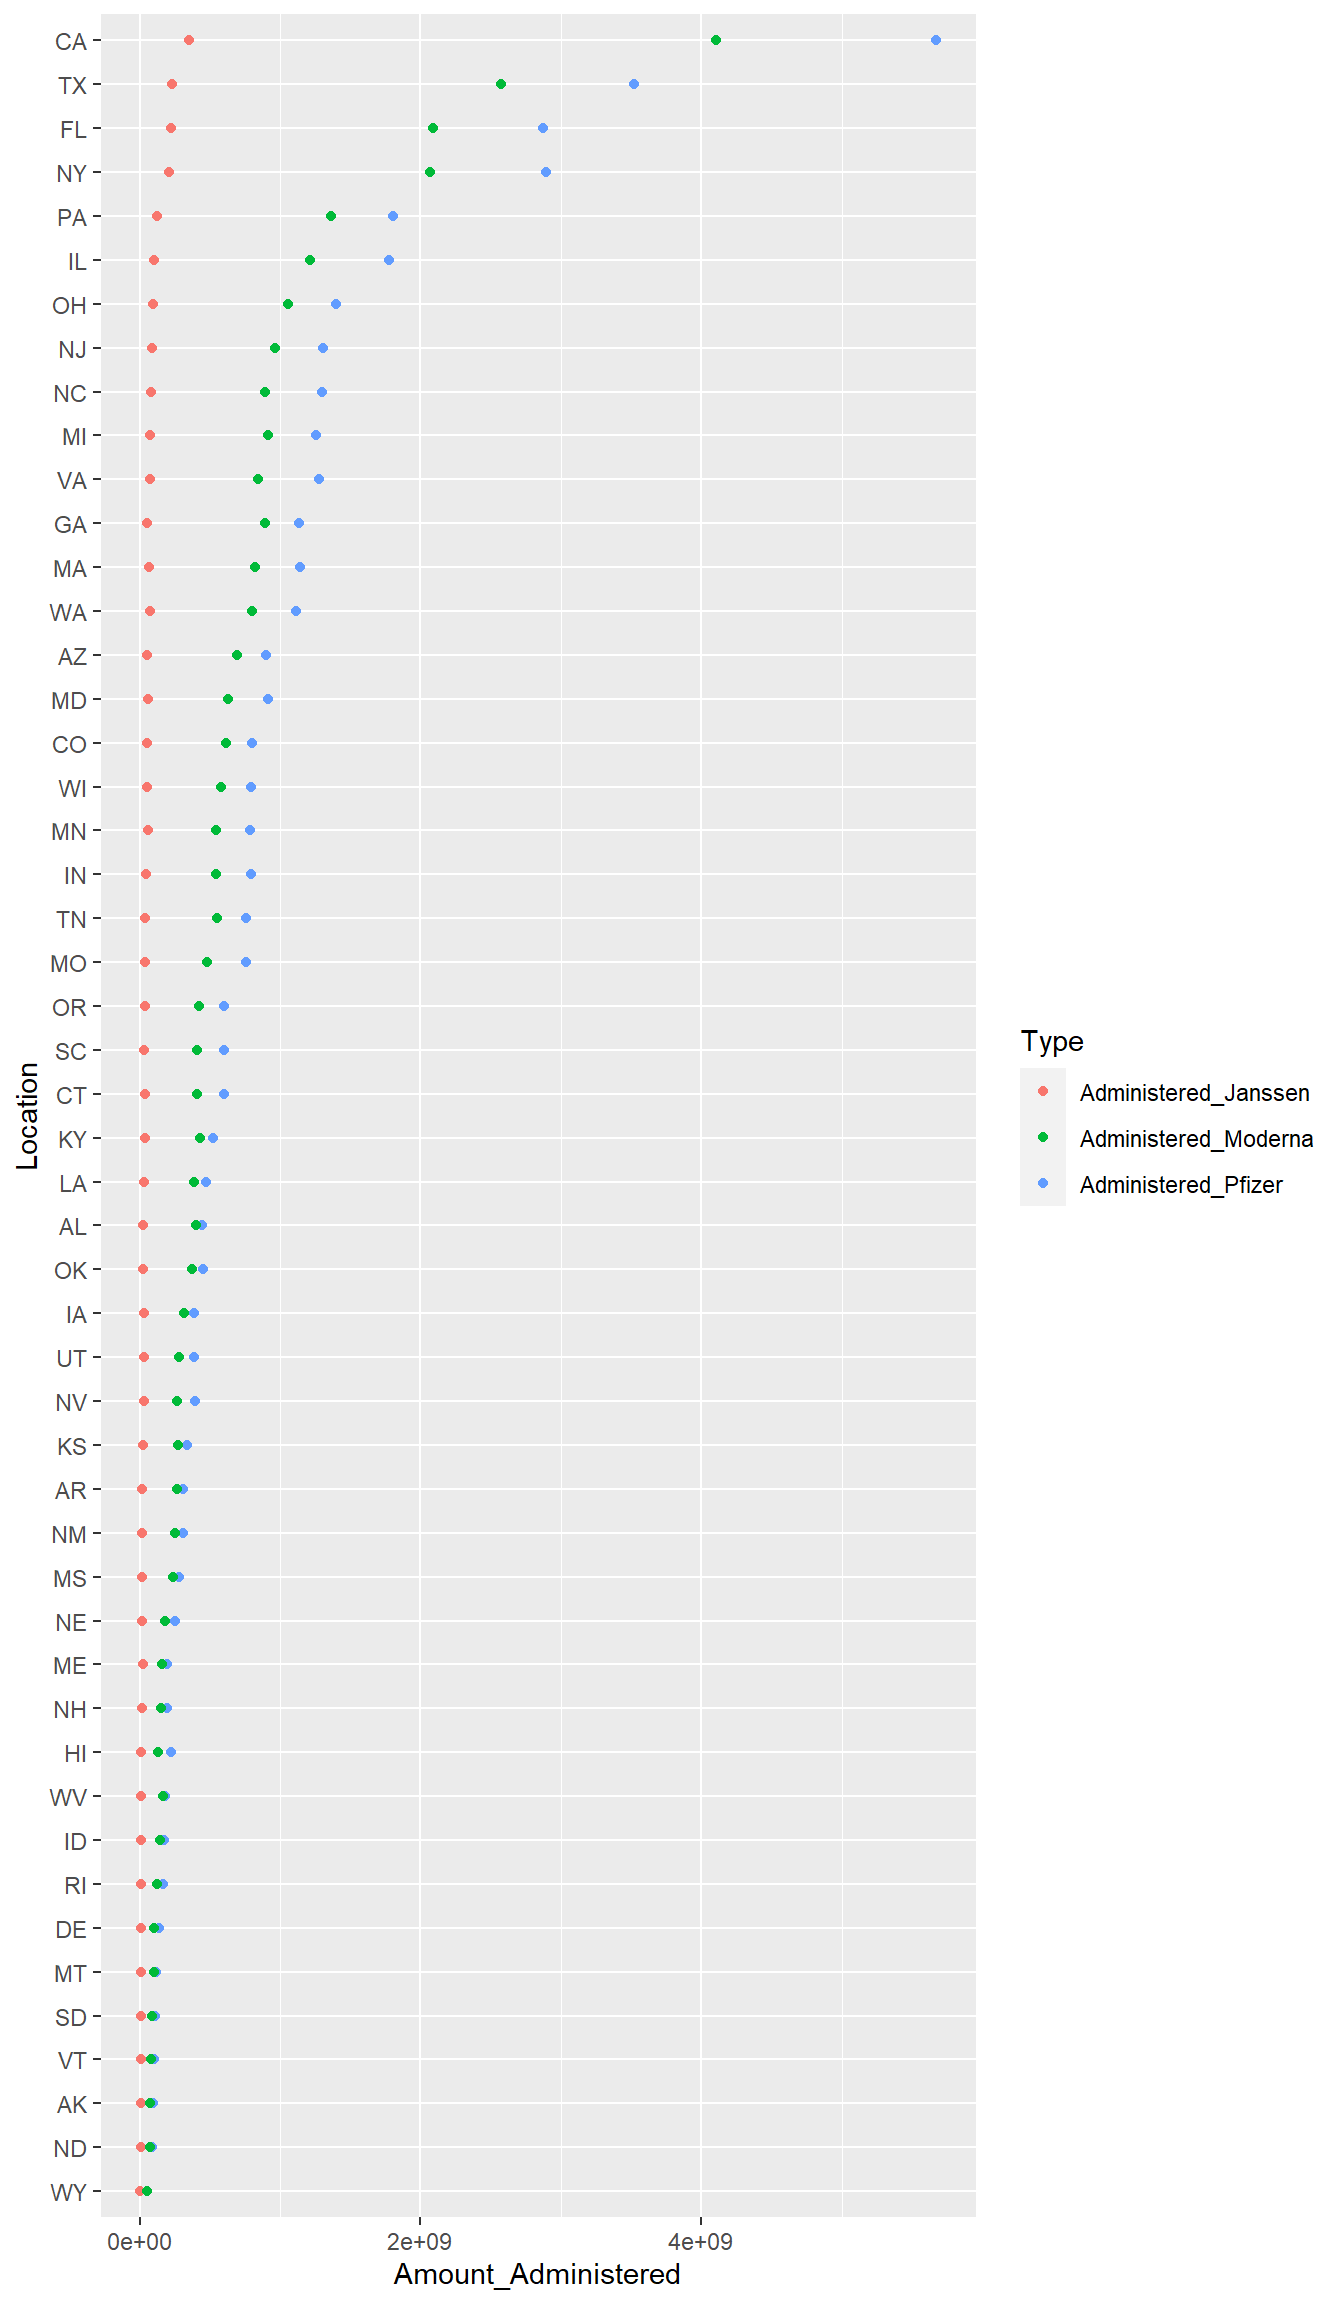 CA
TX
FL
NY
PA
IL
OH
NJ
NC
MI
VA
GA
MA
WA
AZ
MD
CO
WI
MN
IN
TN
MO
OR
SC
CT
KY
LA
AL
OK
IA
UT
NV
KS
AR
NM
MS
NE
ME
NH
HI
WV
ID
RI
DE
MT
SD
VT
AK
ND
WY
Location
0e+00 2e+09 4e+09
Amount_Administered
Type
Administered_Janssen
Administered_Moderna
Administered_Pfizer